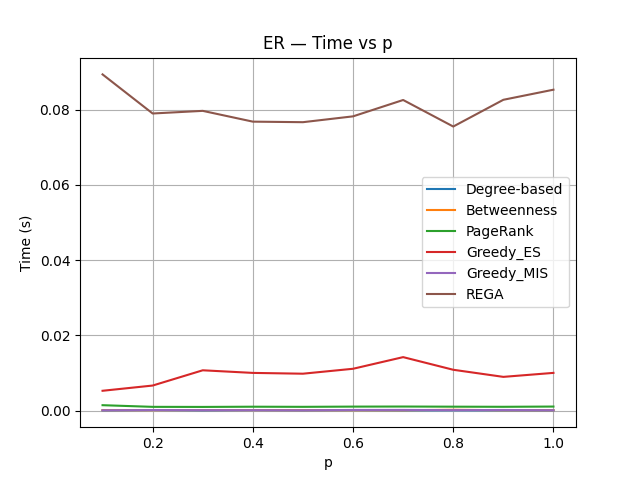 ER — Time vs p
Time (s)
0.08
0.06
0.04
0.02
0.00
Degree-based
Betweenness
PageRank
Greedy_ES
Greedy_MIS
REGA
0.2 0.4 0.6 0.8 1.0
p